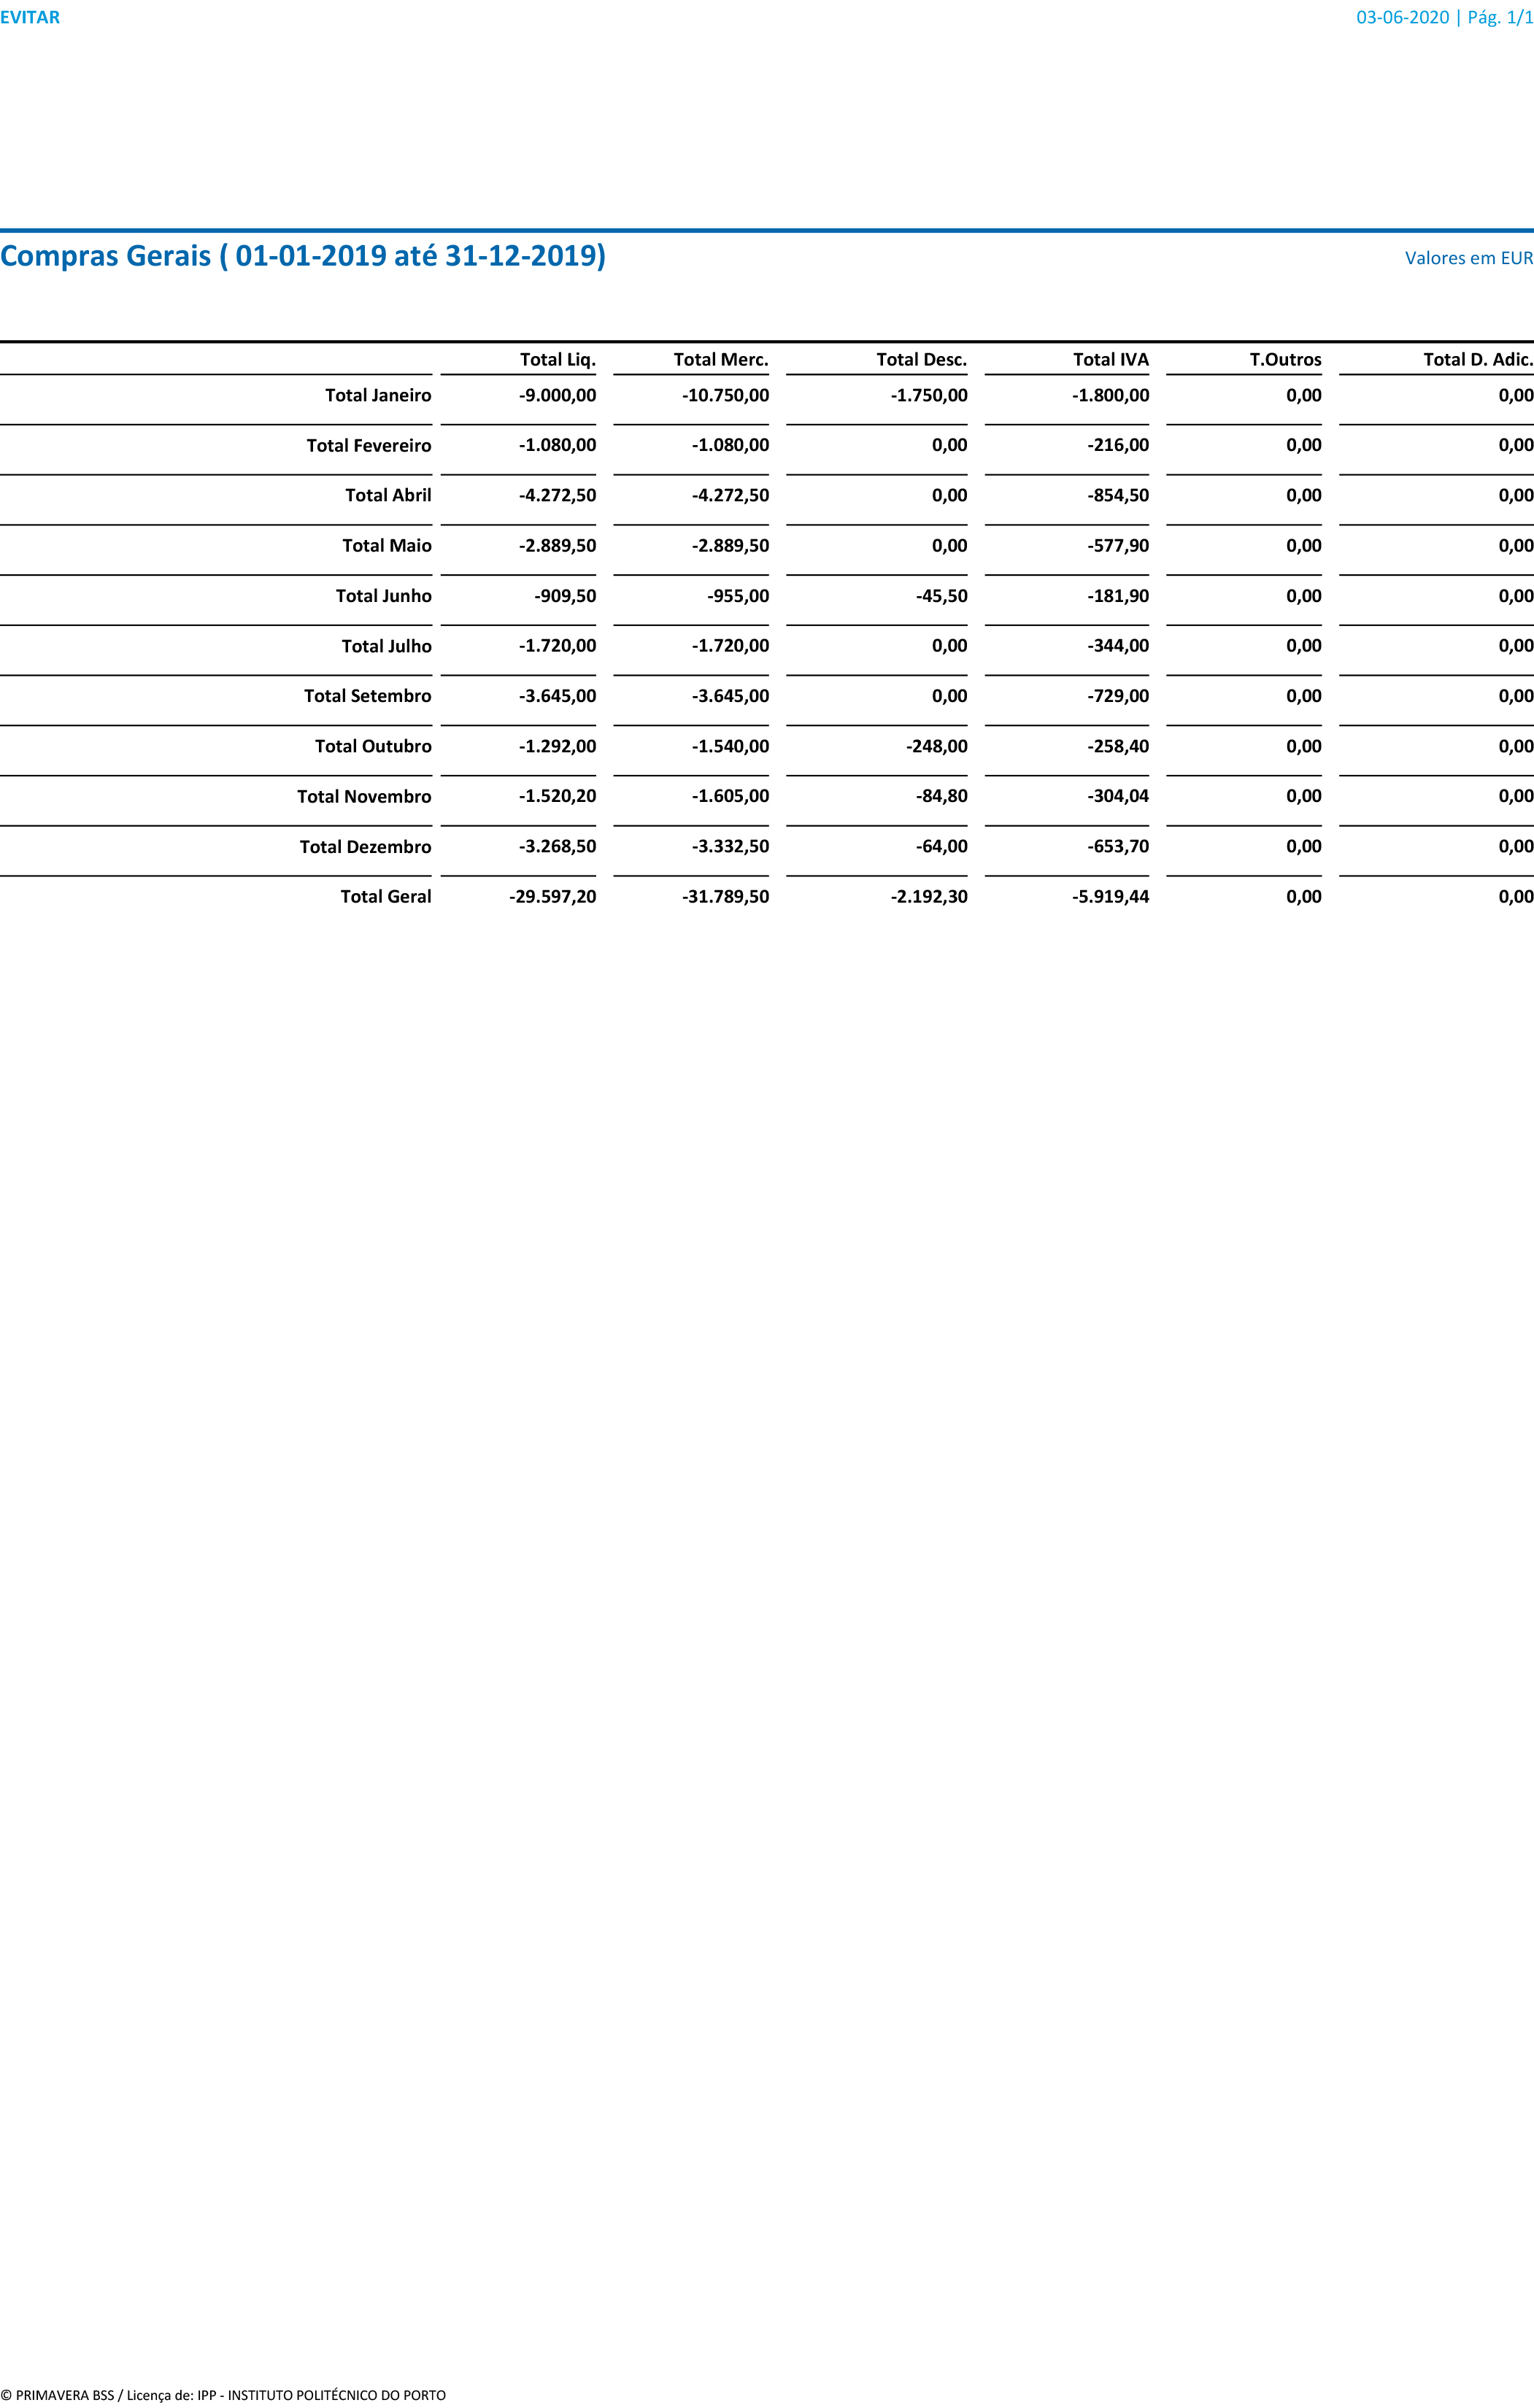 EVITAR 03-06-2020 | Pág. 1/1
Compras Gerais ( 01-01-2019 até 31-12-2019) Valores em EUR
Total Liq. Total Merc. Total Desc. Total IVA T.Outros Total D. Adic.
Total Janeiro -9.000,00 -10.750,00 -1.750,00 -1.800,00 0,00 0,00
Total Fevereiro -1.080,00 -1.080,00 0,00 -216,00 0,00 0,00
Total Abril -4.272,50 -4.272,50 0,00 -854,50 0,00 0,00
Total Maio -2.889,50 -2.889,50 0,00 -577,90 0,00 0,00
Total Junho -909,50 -955,00 -45,50 -181,90 0,00 0,00
Total Julho -1.720,00 -1.720,00 0,00 -344,00 0,00 0,00
Total Setembro -3.645,00 -3.645,00 0,00 -729,00 0,00 0,00
Total Outubro -1.292,00 -1.540,00 -248,00 -258,40 0,00 0,00
Total Novembro -1.520,20 -1.605,00 -84,80 -304,04 0,00 0,00
Total Dezembro -3.268,50 -3.332,50 -64,00 -653,70 0,00 0,00
Total Geral -29.597,20 -31.789,50 -2.192,30 -5.919,44 0,00 0,00
© PRIMAVERA BSS / Licença de: IPP - INSTITUTO POLITÉCNICO DO PORTO